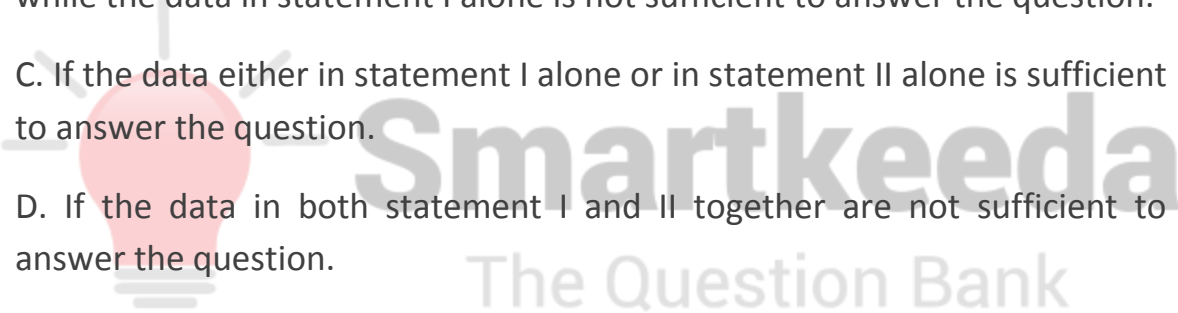 while the data in statement I alone is not sufficient to answer the question.
C. If the data either in statement I alone or in statement II alone is sufficient
to answer the question.
Smartkeeda
D. If the data in both statement I and II together are not sufficient to
answer the question.
The Question Bank